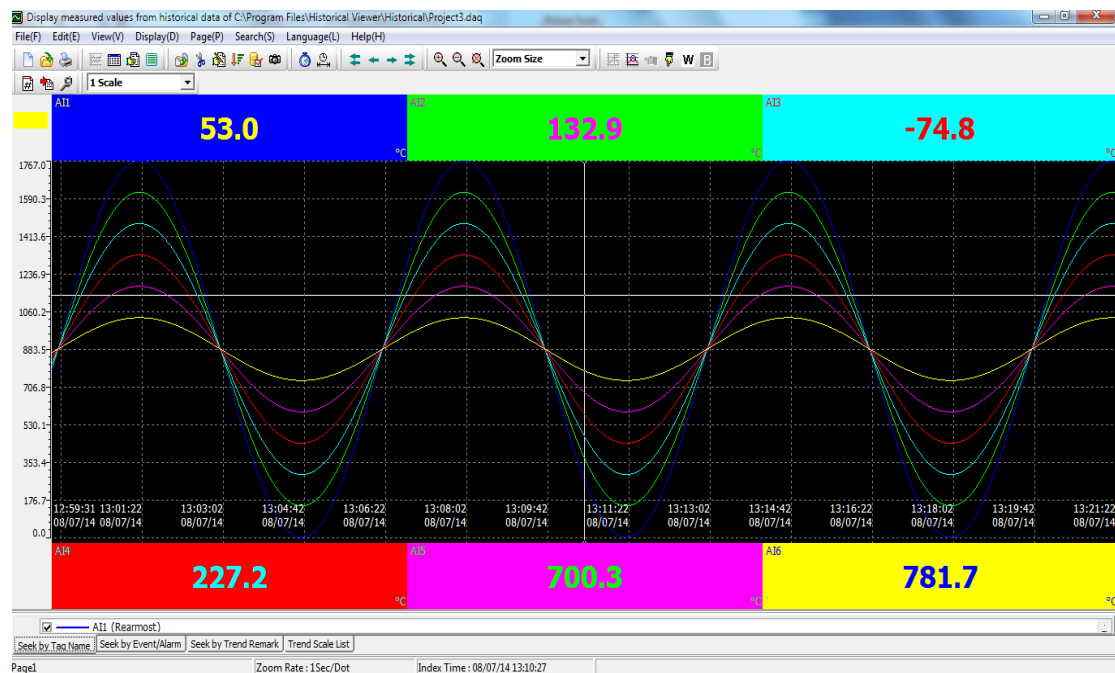 Display measured values from historical data of C:\Program Files\Historical Viewer\Historical\Project3.daq
File(F) Edit(E) View(V) Display(D) Page(P) Search(S) Language(L) Help(H)
Zoom Size W B
1 Scale
AI1 AI2 AI3
53.0 132.9 -74.8
°C °C °C
1767.0
1590.3
1413.6
1236.9
1060.2
883.5
706.8
530.1
353.4
176.7
12:59:31 13:01:22 13:03:02 13:04:42 13:06:22 13:08:02 13:09:42 13:11:22 13:13:02 13:14:42 13:16:22 13:18:02 13:19:42 13:21:22
08/07/14 08/07/14 08/07/14 08/07/14 08/07/14 08/07/14 08/07/14 08/07/14 08/07/14 08/07/14 08/07/14 08/07/14 08/07/14 08/07/14
0.0
AI4 AI5 AI6
227.2 700.3 781.7
°C °C °C
AI1 (Rearmost)
Seek by Tag Name Seek by Event/Alarm Seek by Trend Remark Trend Scale List
Page1 Zoom Rate : 1Sec/Dot Index Time : 08/07/14 13:10:27